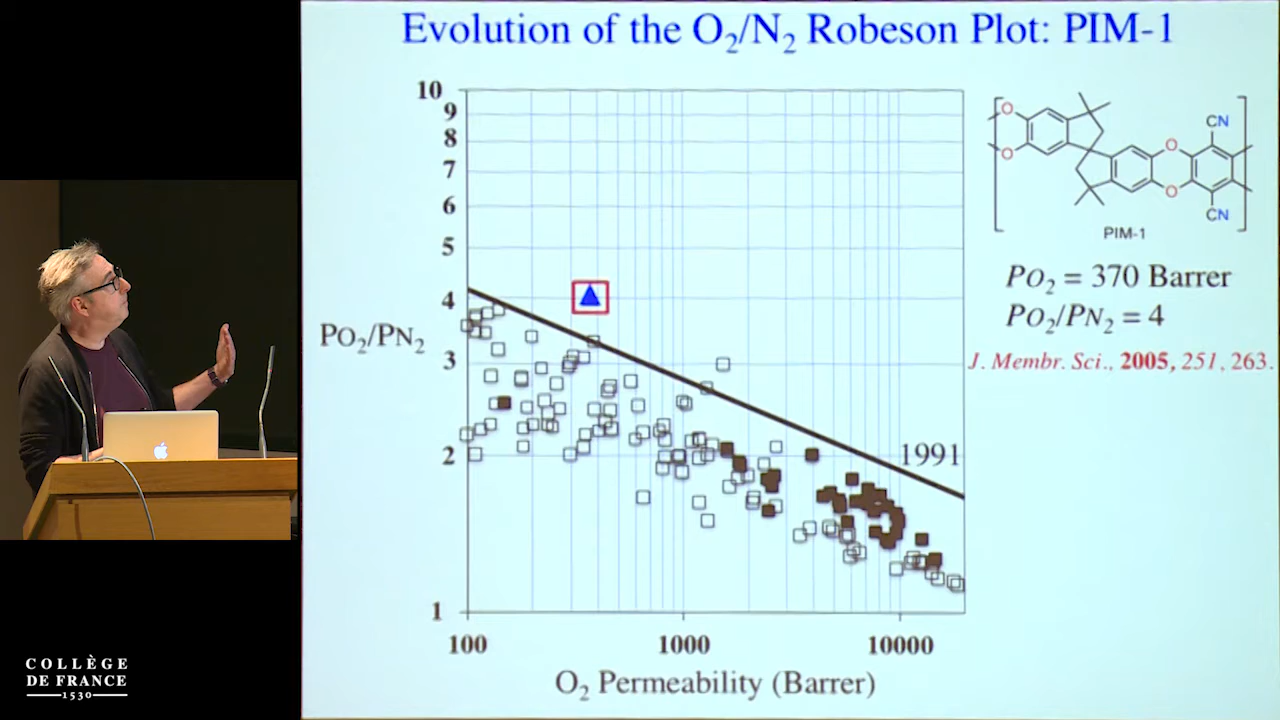 Evolution of the O₂/N₂ Robeson Plot: PIM-1
10
9
8
7
6
5
4
3
2
1
PO₂/PN₂
1991
100
1000
10000
O₂ Permeability (Barrer)
O
O
O
O
CN
CN
PIM-1
PO₂ = 370 Barrer
PO₂/PN₂ = 4
J. Membr. Sci., 2005, 251, 263.
COLLÈGE
DE FRANCE
1530